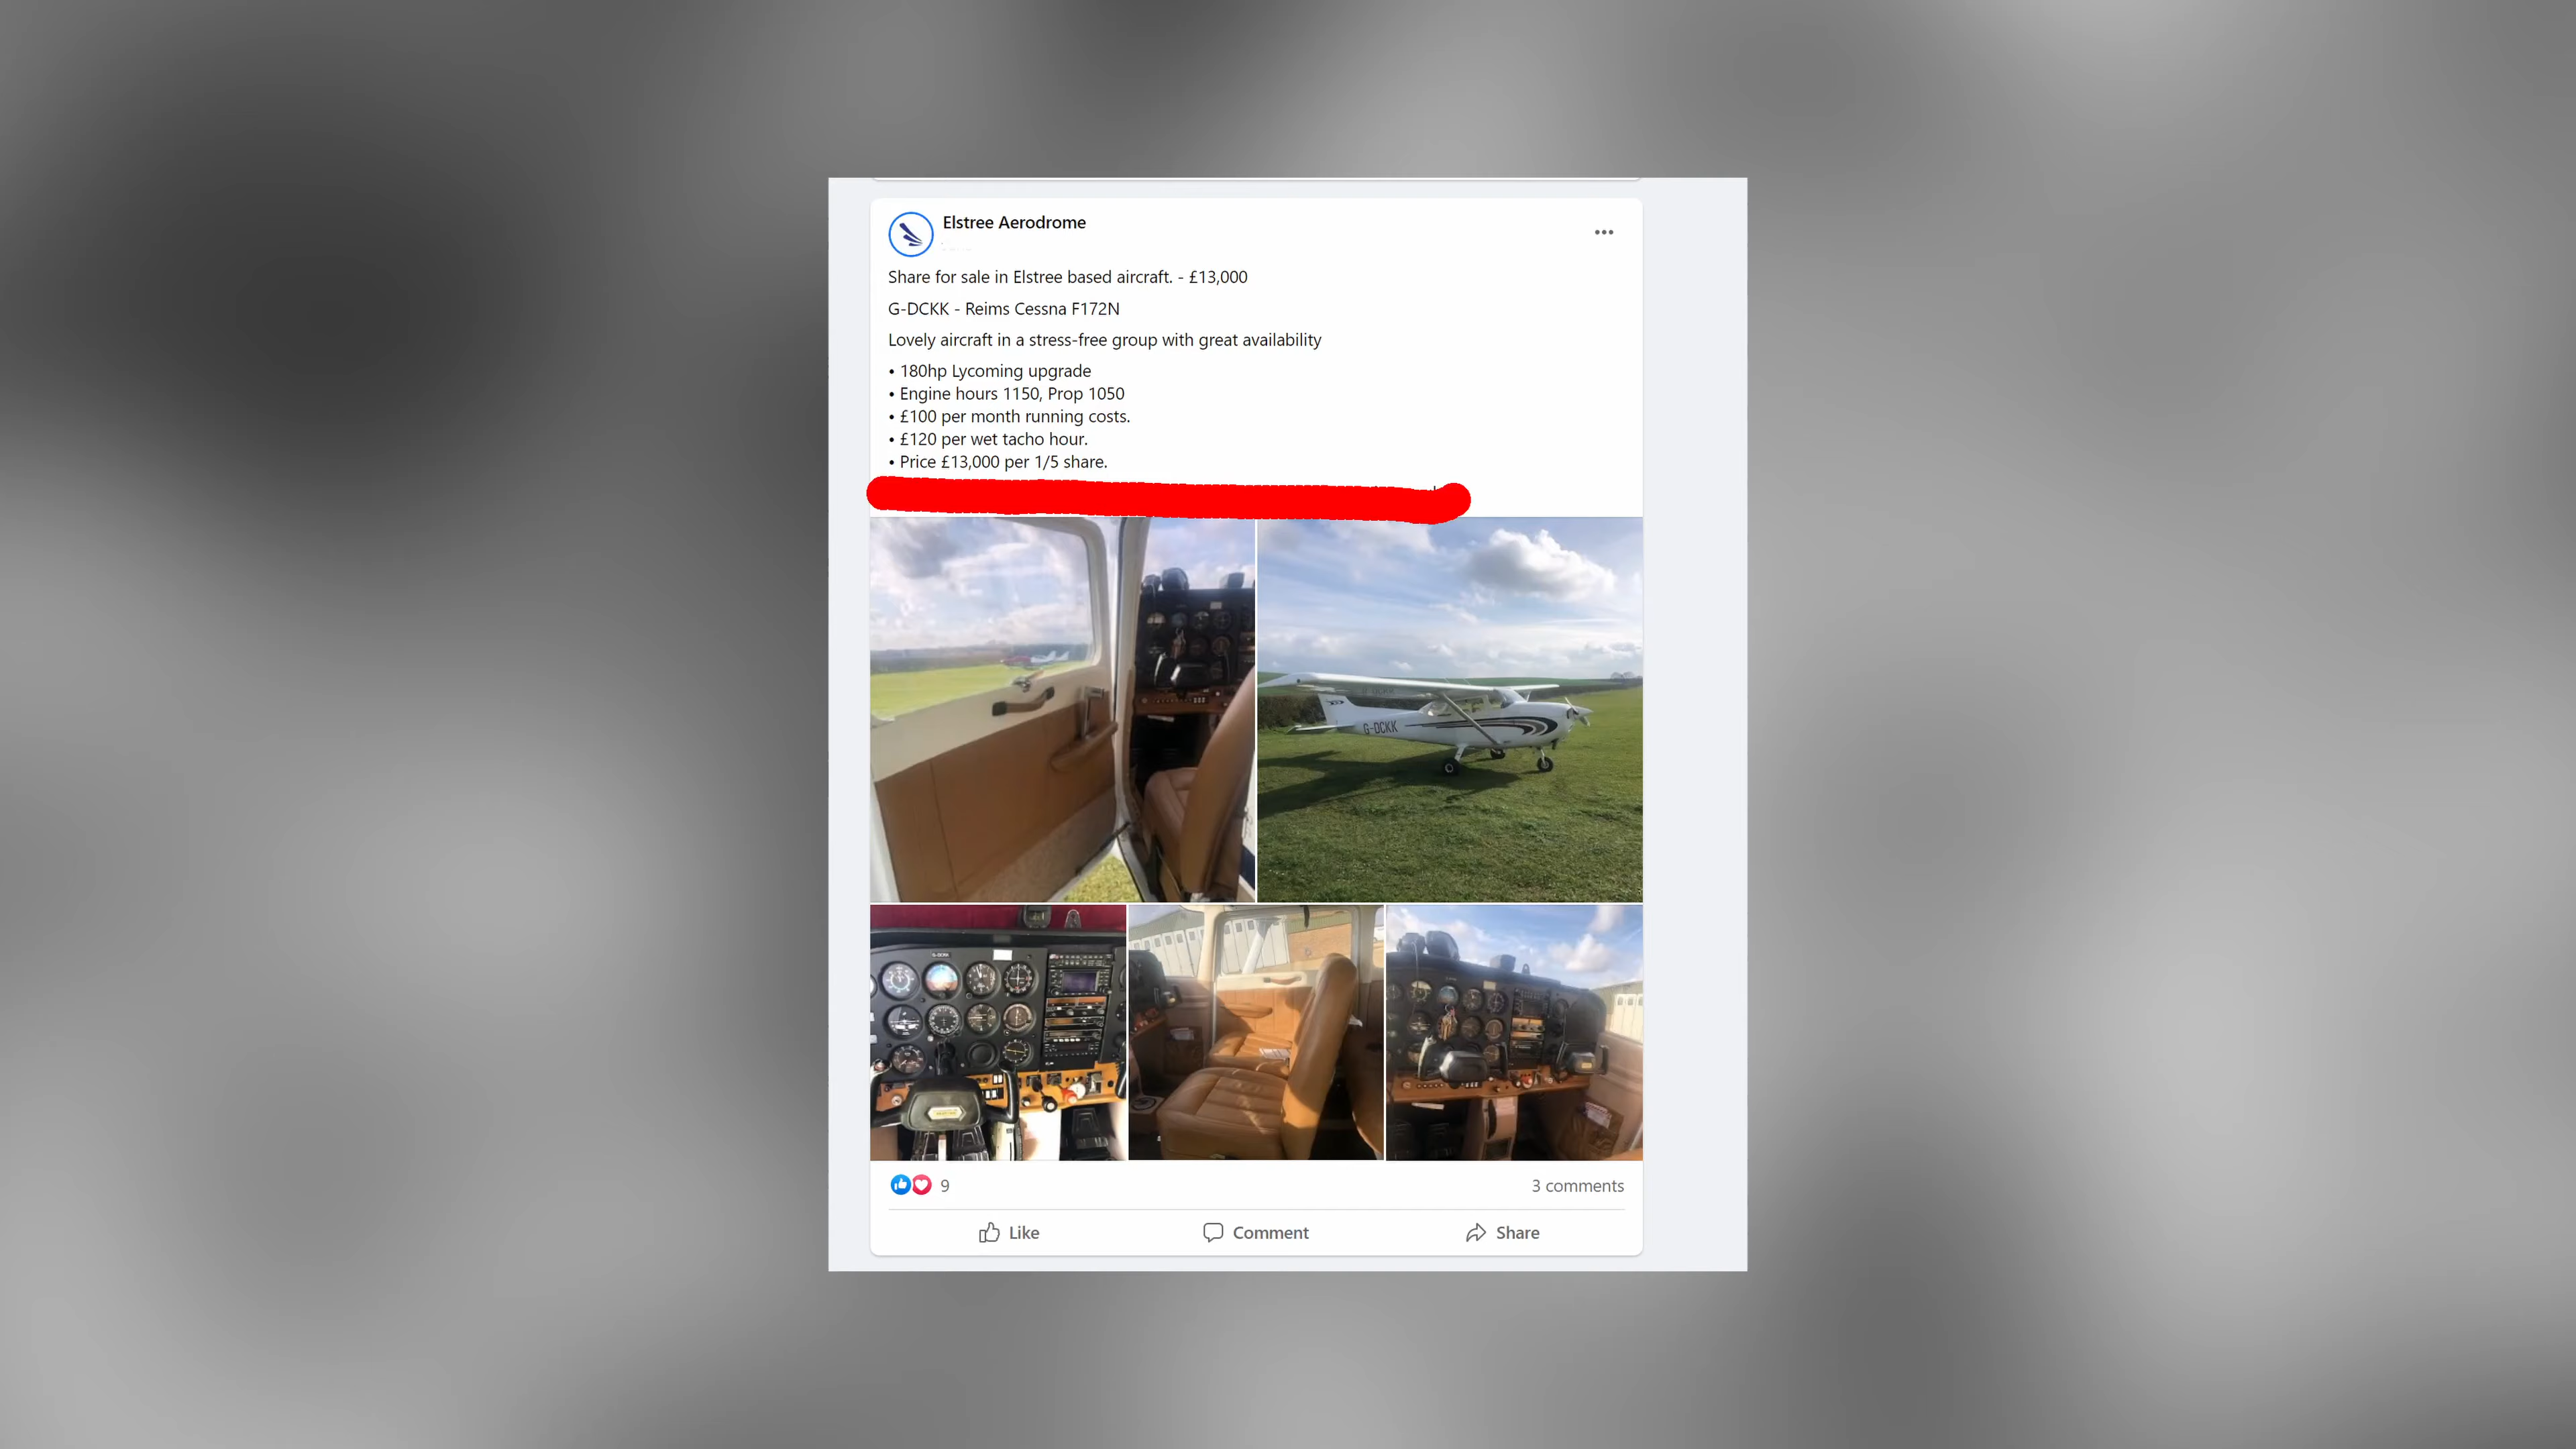 Elstree Aerodrome
Share for sale in Elstree based aircraft. - £13,000
G-DCKK - Reims Cessna F172N
Lovely aircraft in a stress-free group with great availability
• 180hp Lycoming upgrade
• Engine hours 1150, Prop 1050
• £100 per month running costs.
• £120 per wet tacho hour.
• Price £13,000 per 1/5 share.
G-DCKK
9
3 comments
Like
Comment
Share